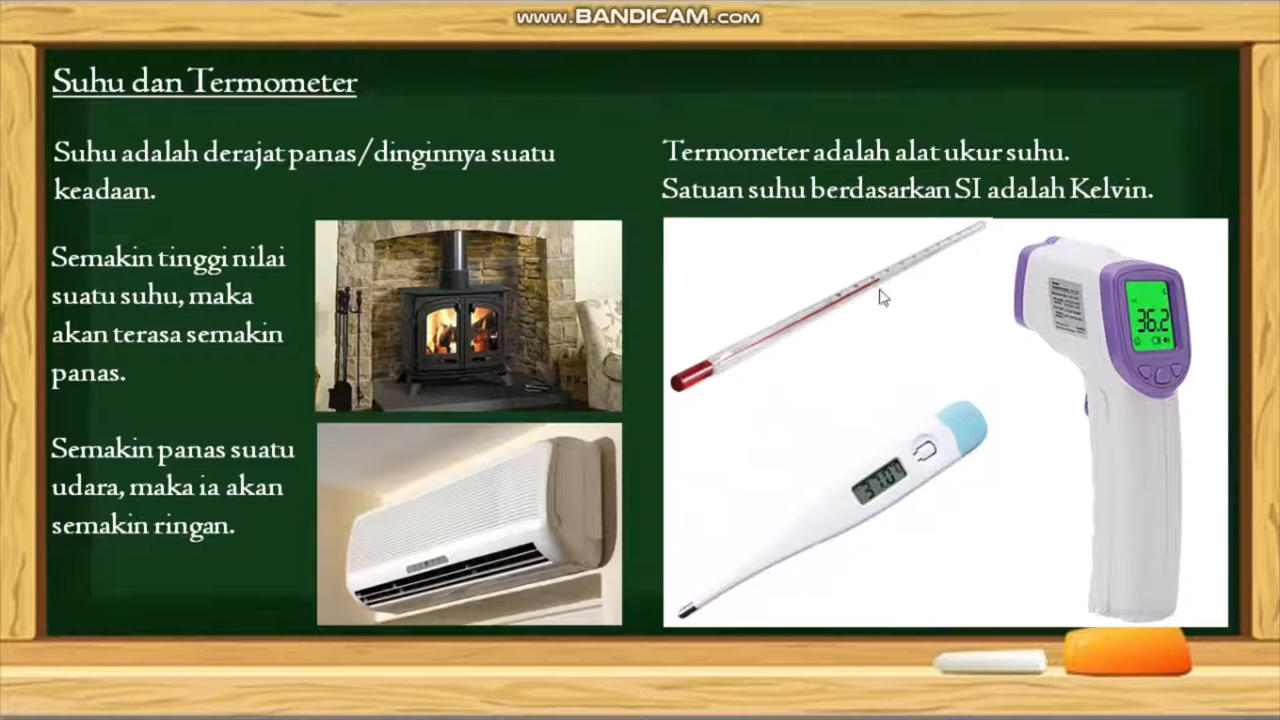 www.BANDICAM.com
Suhu dan Termometer
Suhu adalah derajat panas/dinginnya suatu
keadaan.
Semakin tinggi nilai
suatu suhu, maka
akan terasa semakin
panas.
Semakin panas suatu
udara, maka ia akan
semakin ringan.
Termometer adalah alat ukur suhu.
Satuan suhu berdasarkan SI adalah Kelvin.
36.2